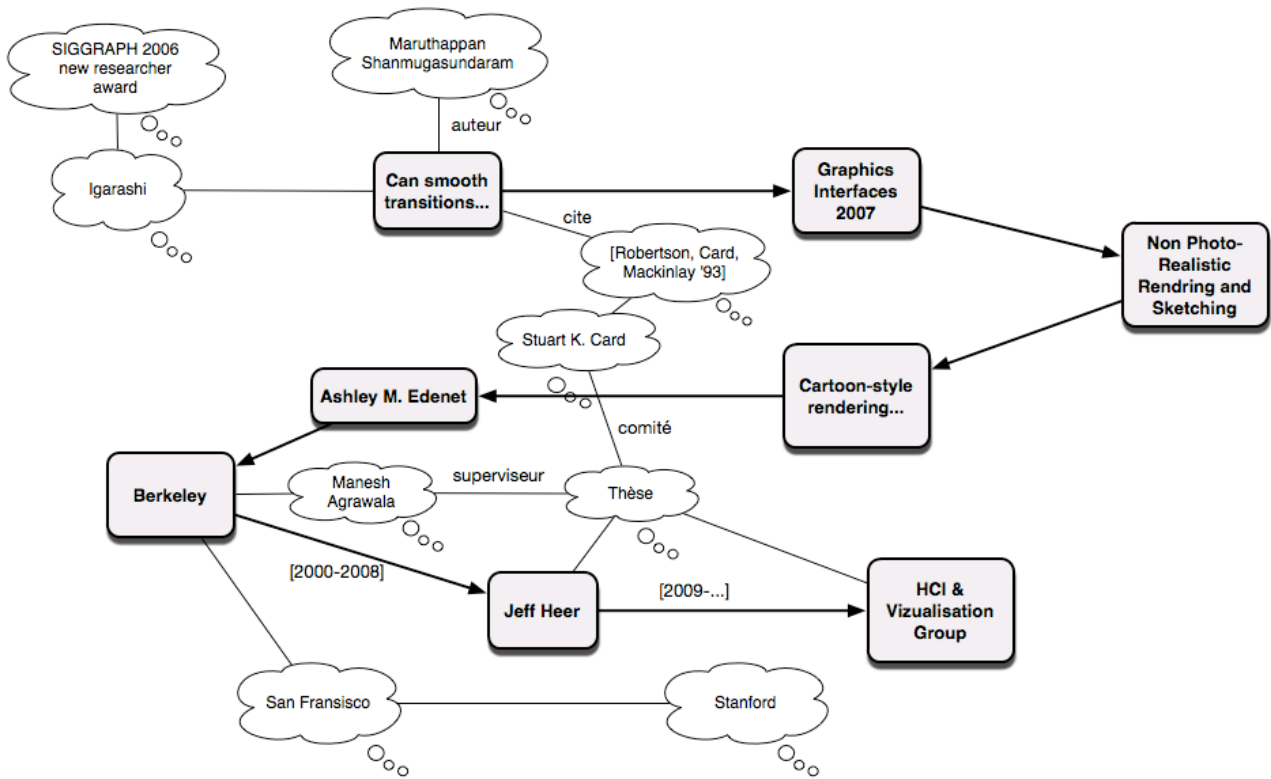 SIGGRAPH 2006
new researcher
award
Maruthappan
Shanmugasundaram
auteur
Igarashi
Can smooth
transitions...
Graphics
Interfaces
2007
cite
[Robertson, Card,
Mackinlay '93]
Non Photo-
Realistic
Rendring and
Sketching
Stuart K. Card
Cartoon-style
rendering...
Ashley M. Edenet
comité
Berkeley
Manesh
Agrawala
superviseur
Thèse
[2000-2008]
Jeff Heer
[2009-...]
HCI &
Vizualisation
Group
San Fransisco
Stanford